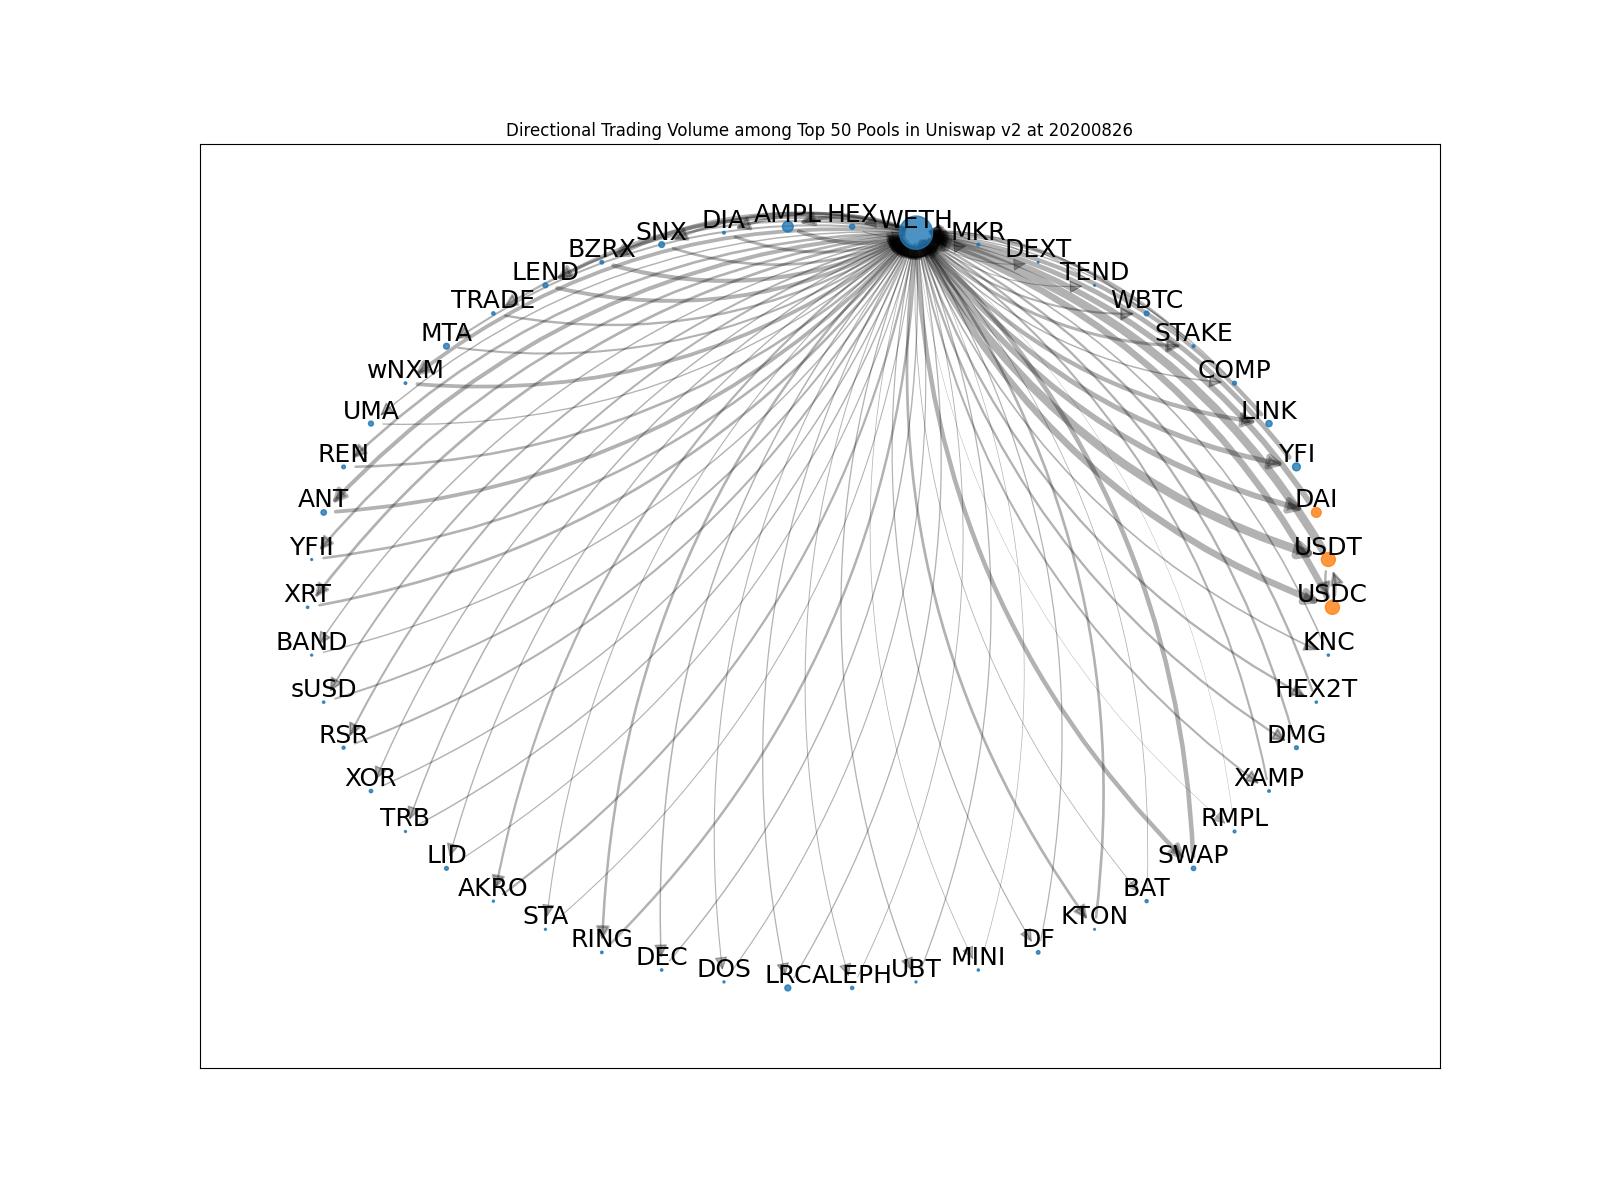 Directional Trading Volume among Top 50 Pools in Uniswap v2 at 20200826
DIA AMPL HEX WETH
SNX MKR
BZRX DEXT
LEND TEND
TRADE WBTC
MTA STAKE
wNXM COMP
UMA LINK
REN YFI
ANT DAI
YFII USDT
XRT USDC
BAND KNC
sUSD HEX2T
RSR DMG
XOR XAMP
TRB RMPL
LID SWAP
AKRO BAT
STA KTON
RING DF
DEC MINI
DOS UBT
LRC ALEPH